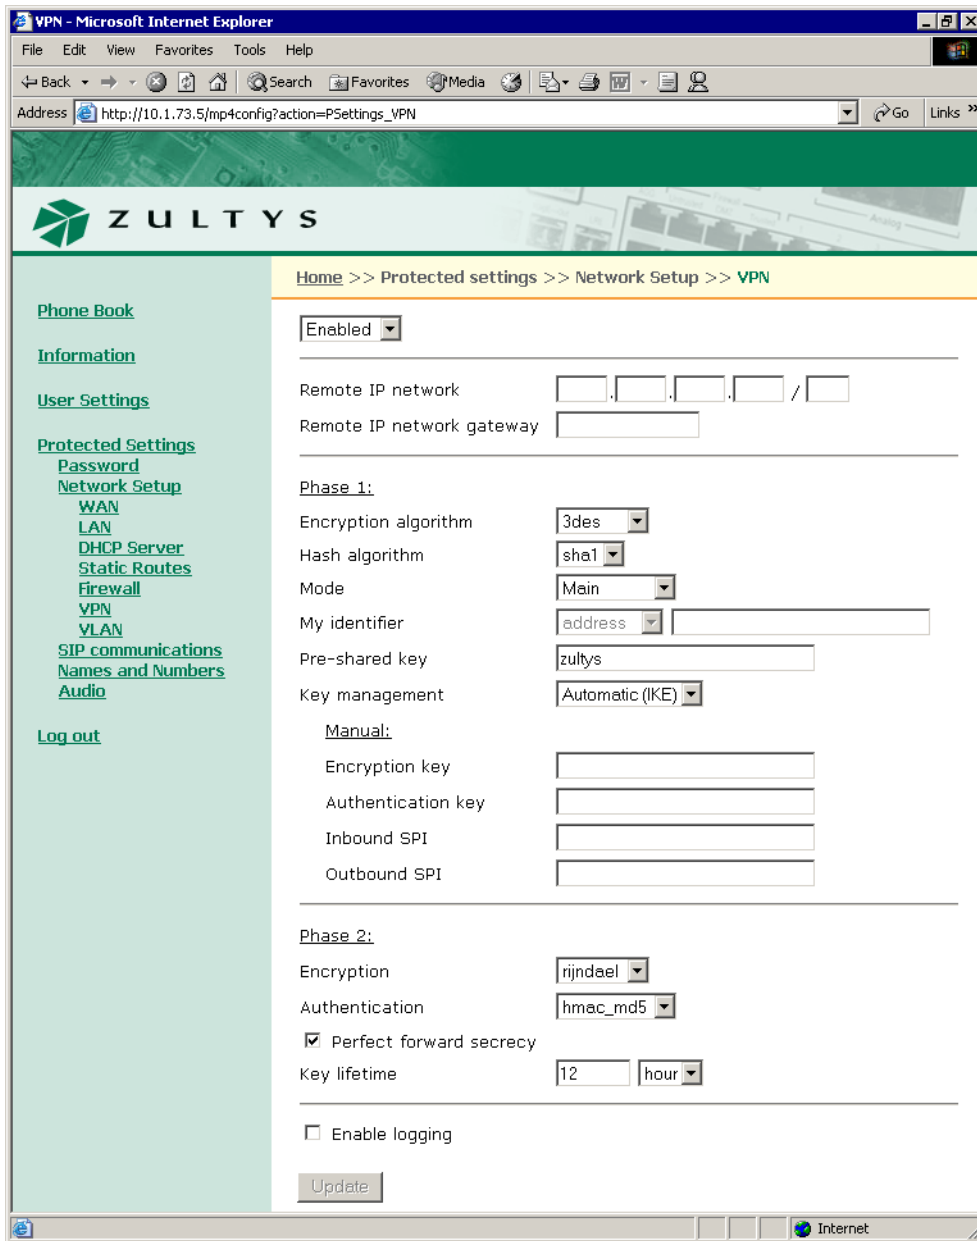 VPN - Microsoft Internet Explorer
File Edit View Favorites Tools Help
Back Search Favorites Media
Address http://10.1.73.5/mp4config?action=PSettings_VPN Go Links »
ZULTYS
Home >> Protected settings >> Network Setup >> VPN
Phone Book
Information
User Settings
Protected Settings
Password
Network Setup
WAN
LAN
DHCP Server
Static Routes
Firewall
VPN
VLAN
SIP communications
Names and Numbers
Audio
Log out
Enabled
Remote IP network . . . /
Remote IP network gateway
Phase 1:
Encryption algorithm 3des
Hash algorithm sha1
Mode Main
My identifier address
Pre-shared key zultys
Key management Automatic (IKE)
Manual:
Encryption key
Authentication key
Inbound SPI
Outbound SPI
Phase 2:
Encryption rijndael
Authentication hmac_md5
Perfect forward secrecy
Key lifetime 12 hour
Enable logging
Update
Internet